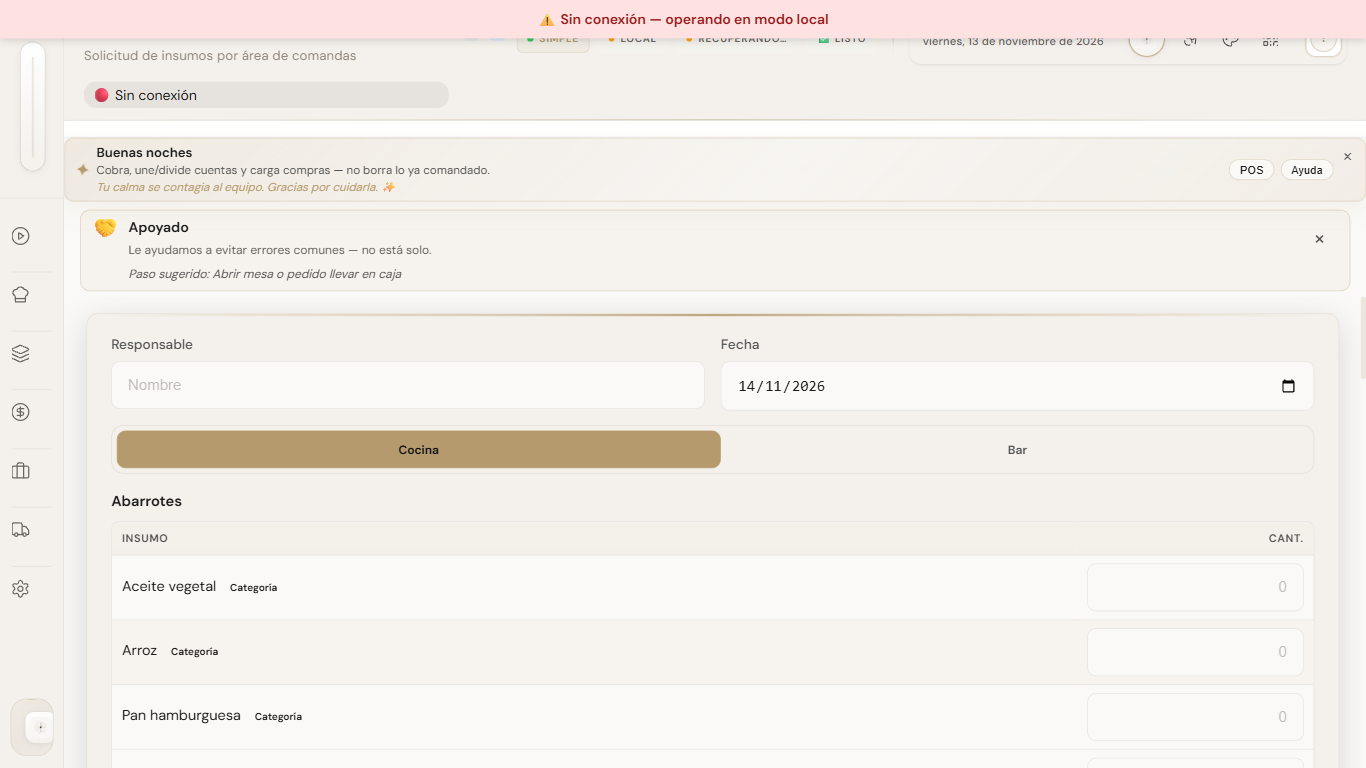 ⚠️ Sin conexión — operando en modo local
SIMPLE
LOCAL
RECUPERANDO…
LISTO
viernes, 13 de noviembre de 2026
Solicitud de insumos por área de comandas
Sin conexión
Buenas noches
Cobra, une/divide cuentas y carga compras — no borra lo ya comandado.
Tu calma se contagia al equipo. Gracias por cuidarla. ✨
POS
Ayuda
×
Apoyado
Le ayudamos a evitar errores comunes — no está solo.
Paso sugerido: Abrir mesa o pedido llevar en caja
×
Responsable
Fecha
Nombre
14/11/2026
Cocina
Bar
Abarrotes
INSUMO
CANT.
Aceite vegetal Categoría
0
Arroz Categoría
0
Pan hamburguesa Categoría
0